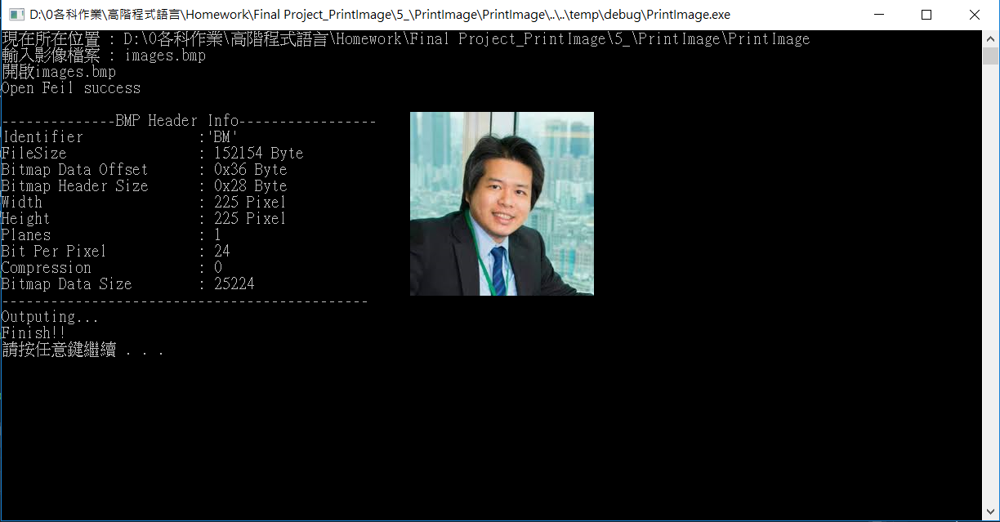 D:\0各科作業\高階程式語言\Homework\Final Project_PrintImage\5_\PrintImage\PrintImage\..\..\temp\debug\PrintImage.exe
現在所在位置 : D:\0各科作業\高階程式語言\Homework\Final Project_PrintImage\5_\PrintImage\PrintImage
輸入影像檔案 : images.bmp
開啟images.bmp
Open Feil success
--------------BMP Header Info-----------------
Identifier :'BM'
FileSize : 152154 Byte
Bitmap Data Offset : 0x36 Byte
Bitmap Header Size : 0x28 Byte
Width : 225 Pixel
Height : 225 Pixel
Planes : 1
Bit Per Pixel : 24
Compression : 0
Bitmap Data Size : 25224
---------------------------------------------
Outputing...
Finish!!
請按任意鍵繼續 . . .